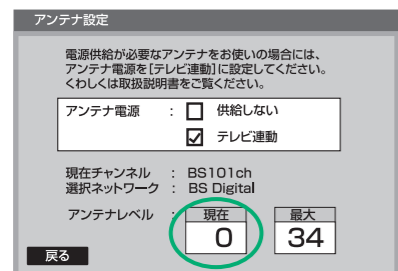 アンテナ設定
電源供給が必要なアンテナをお使いの場合には、
アンテナ電源を[テレビ連動]に設定してください。
くわしくは取扱説明書をご覧ください。
アンテナ電源 : 供給しない
テレビ連動
現在チャンネル : BS101ch
選択ネットワーク : BS Digital
アンテナレベル : 現在 最大
0 34
戻る